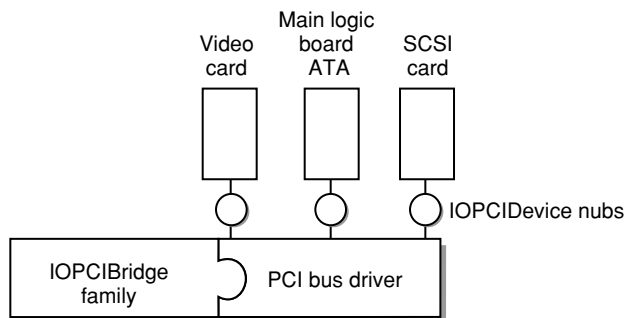 Video
card
Main logic
board
ATA
SCSI
card
IOPCIDevice nubs
IOPCIBridge
family
PCI bus driver